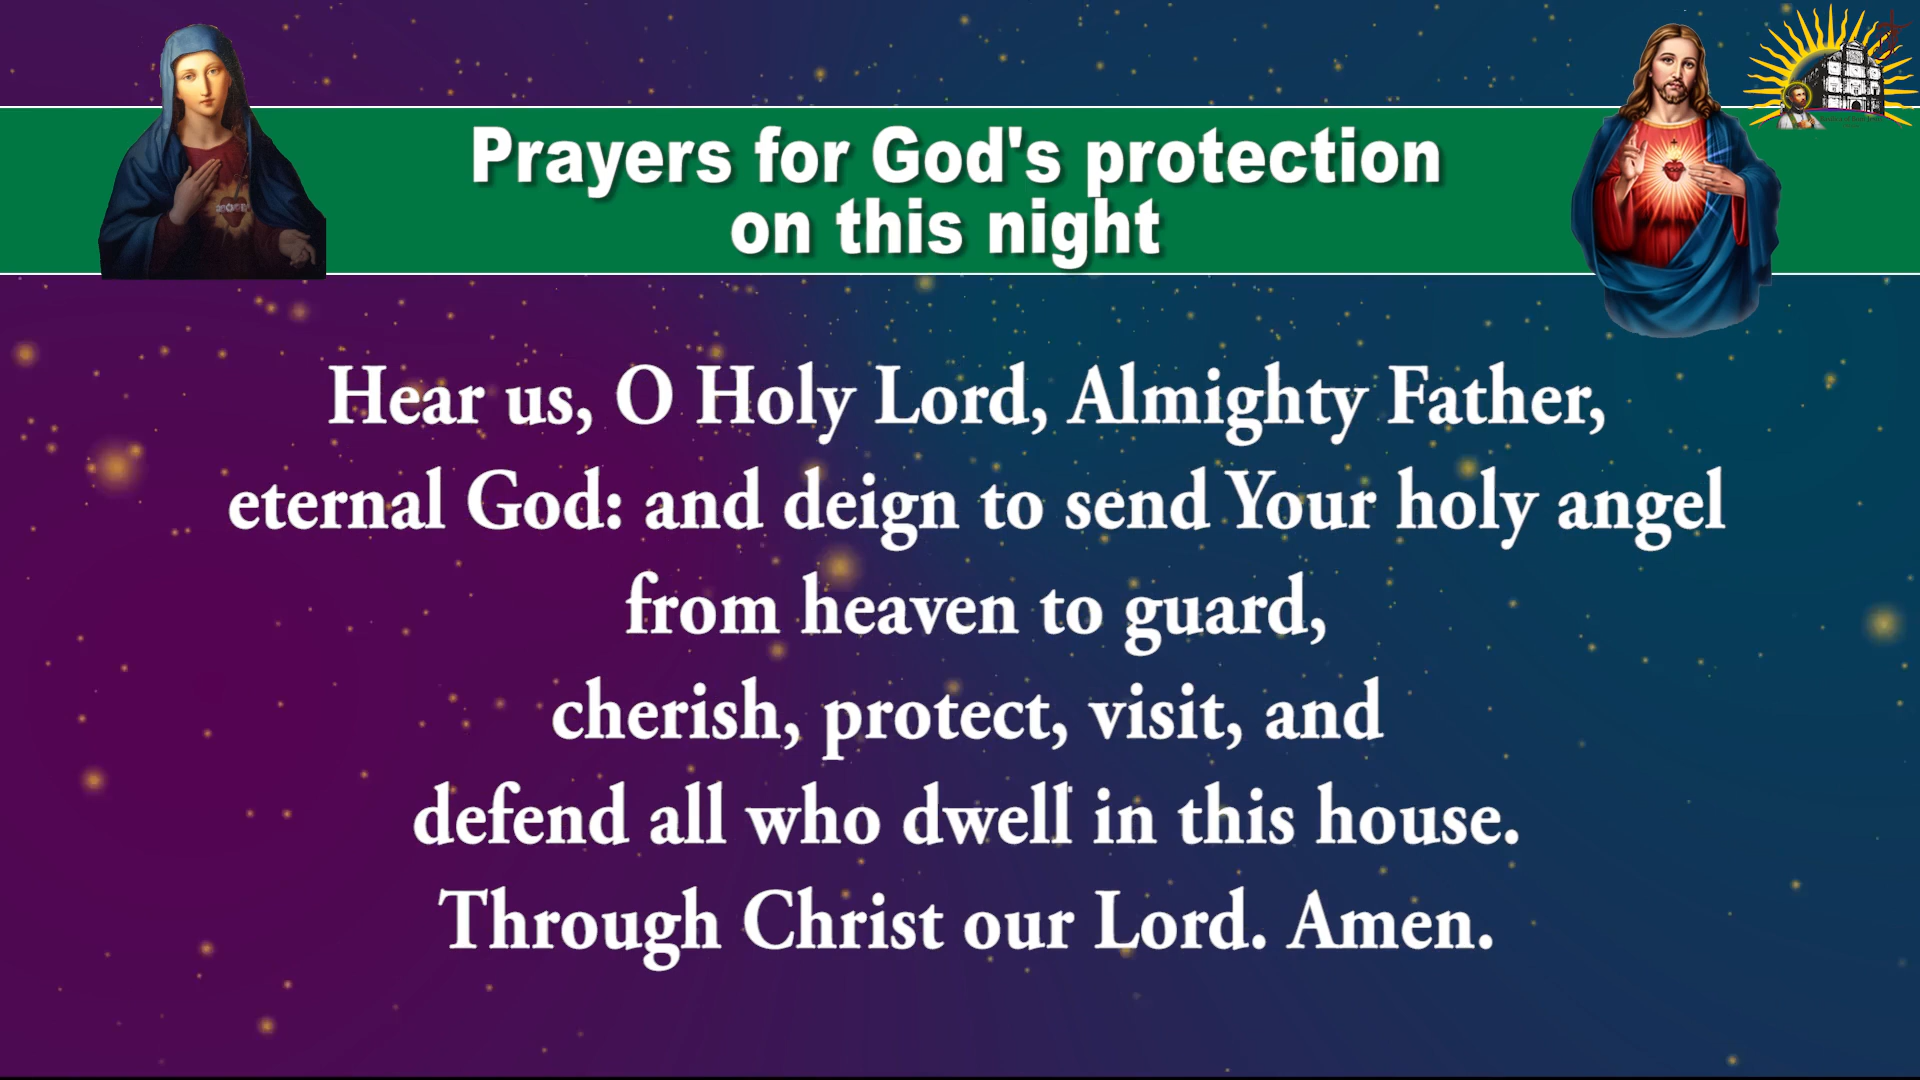 Prayers for God's protection
on this night
Hear us, O Holy Lord, Almighty Father,
eternal God: and deign to send Your holy angel
from heaven to guard,
cherish, protect, visit, and
defend all who dwell in this house.
Through Christ our Lord. Amen.